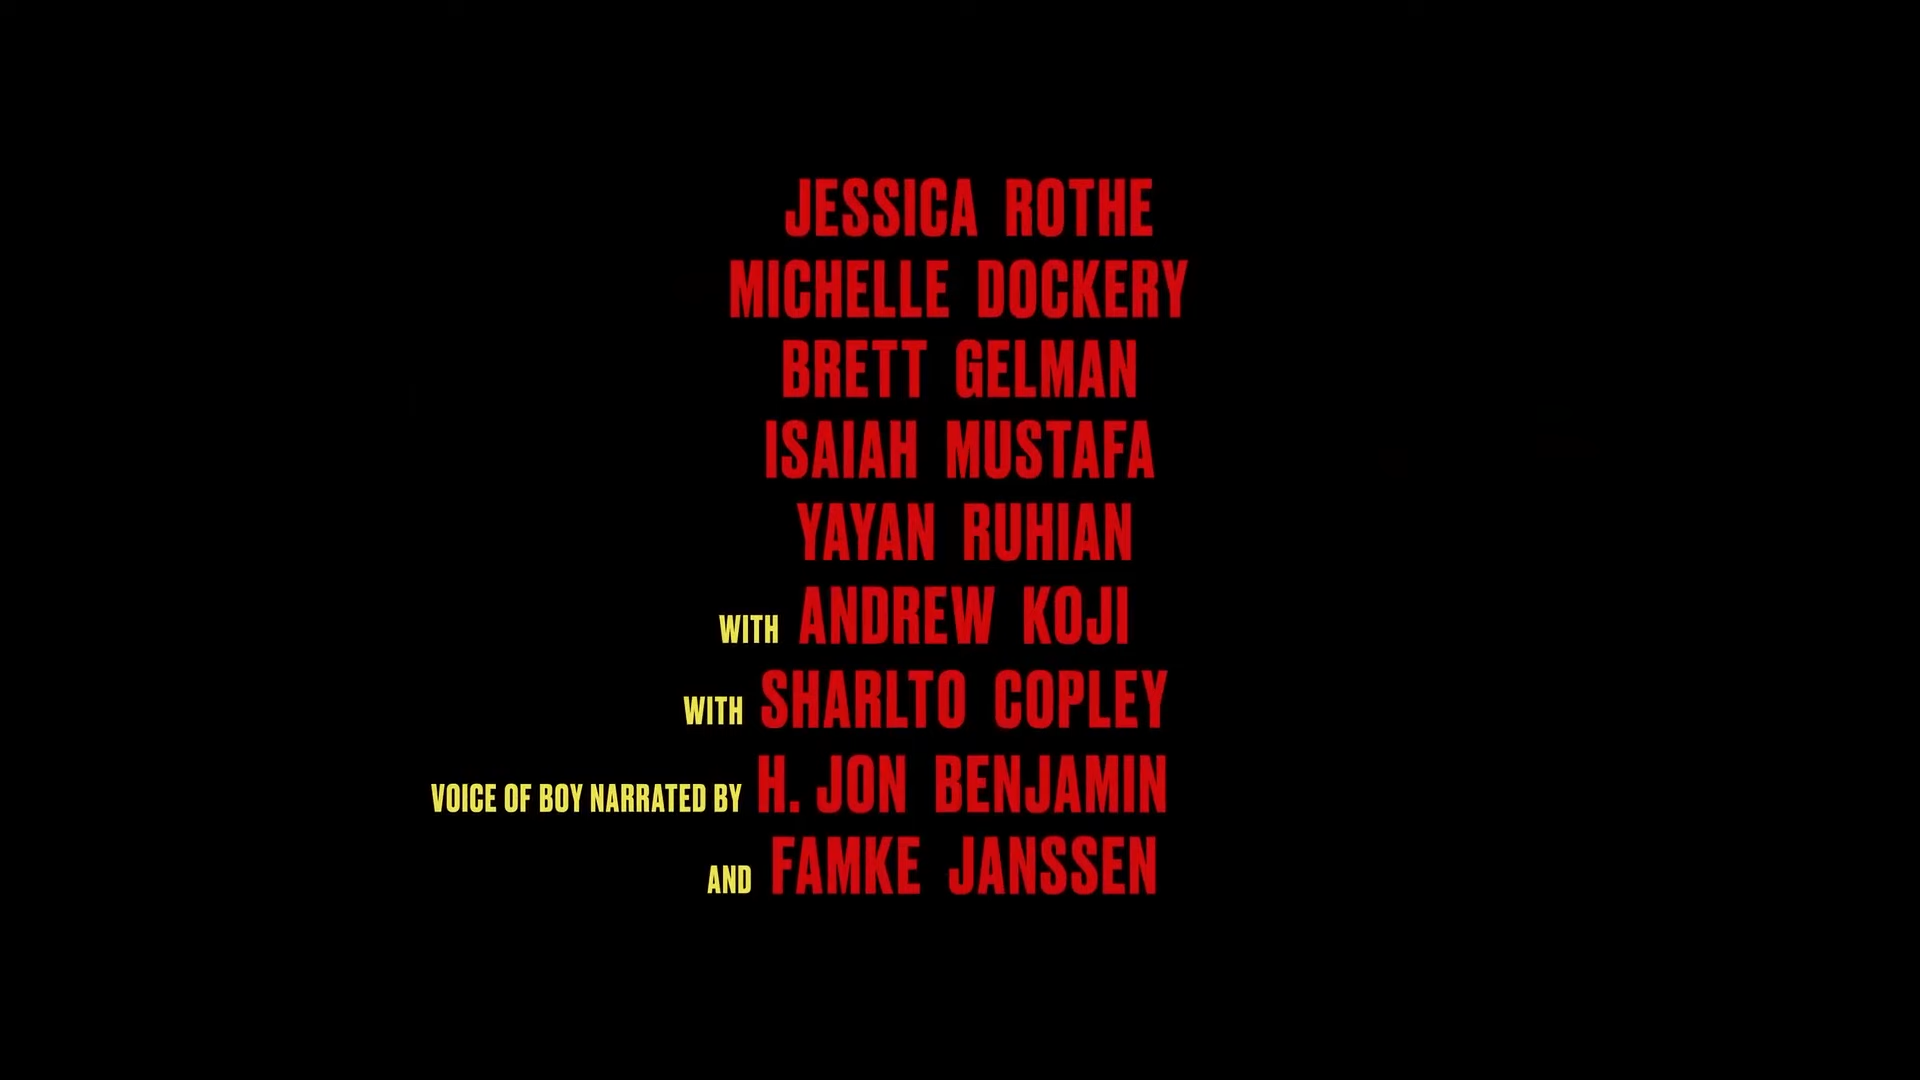 JESSICA ROTHE
MICHELLE DOCKERY
BRETT GELMAN
ISAIAH MUSTAFA
YAYAN RUHIAN
WITH ANDREW KOJI
WITH SHARLTO COPLEY
VOICE OF BOY NARRATED BY H. JON BENJAMIN
AND FAMKE JANSSEN